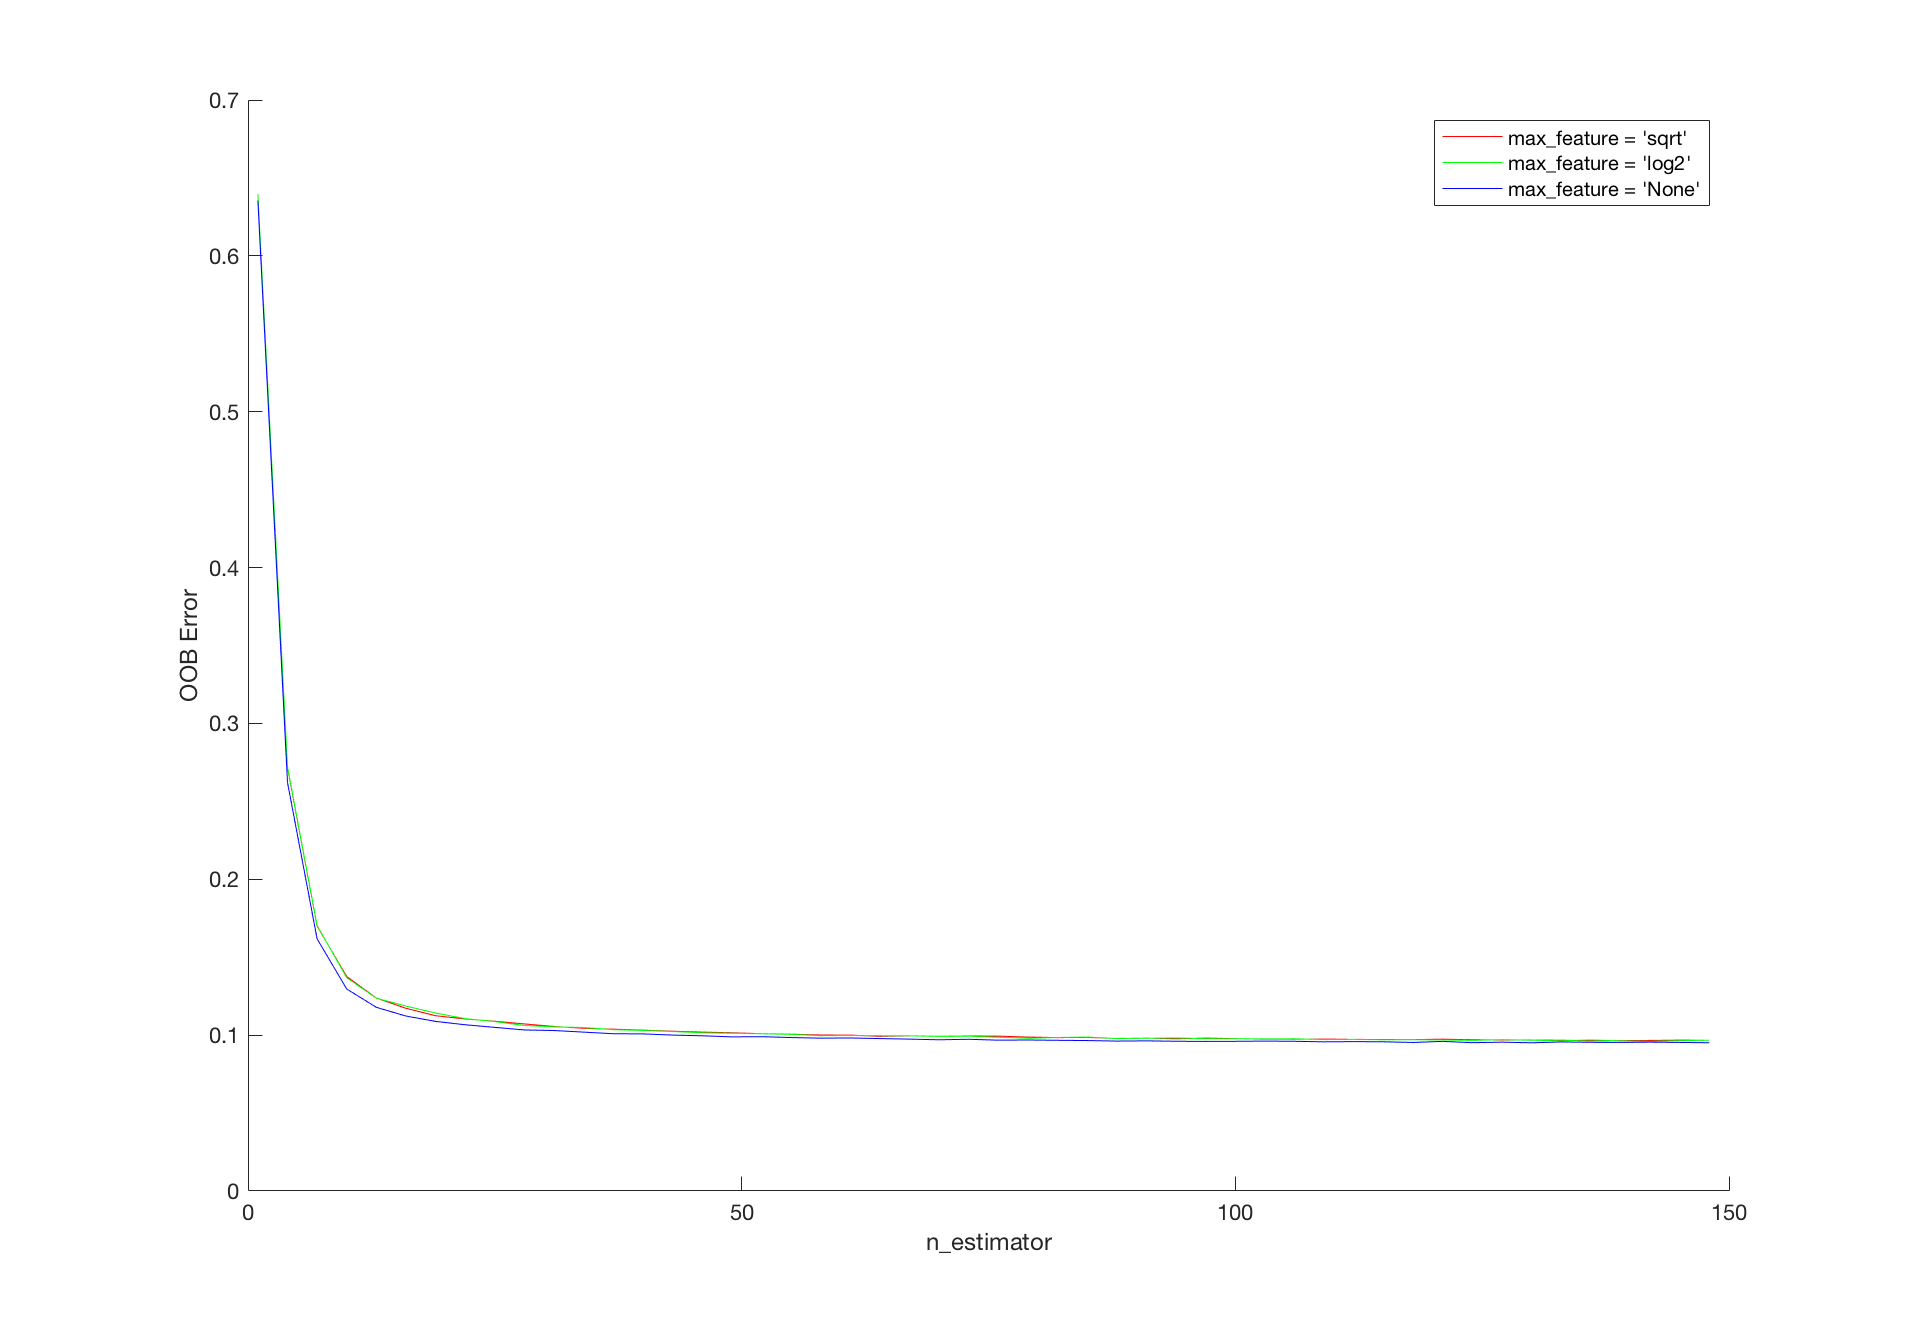 0.7
0.6
0.5
0.4
0.3
0.2
0.1
0
OOB Error
max_feature = 'sqrt'
max_feature = 'log2'
max_feature = 'None'
0 50 100 150
n_estimator